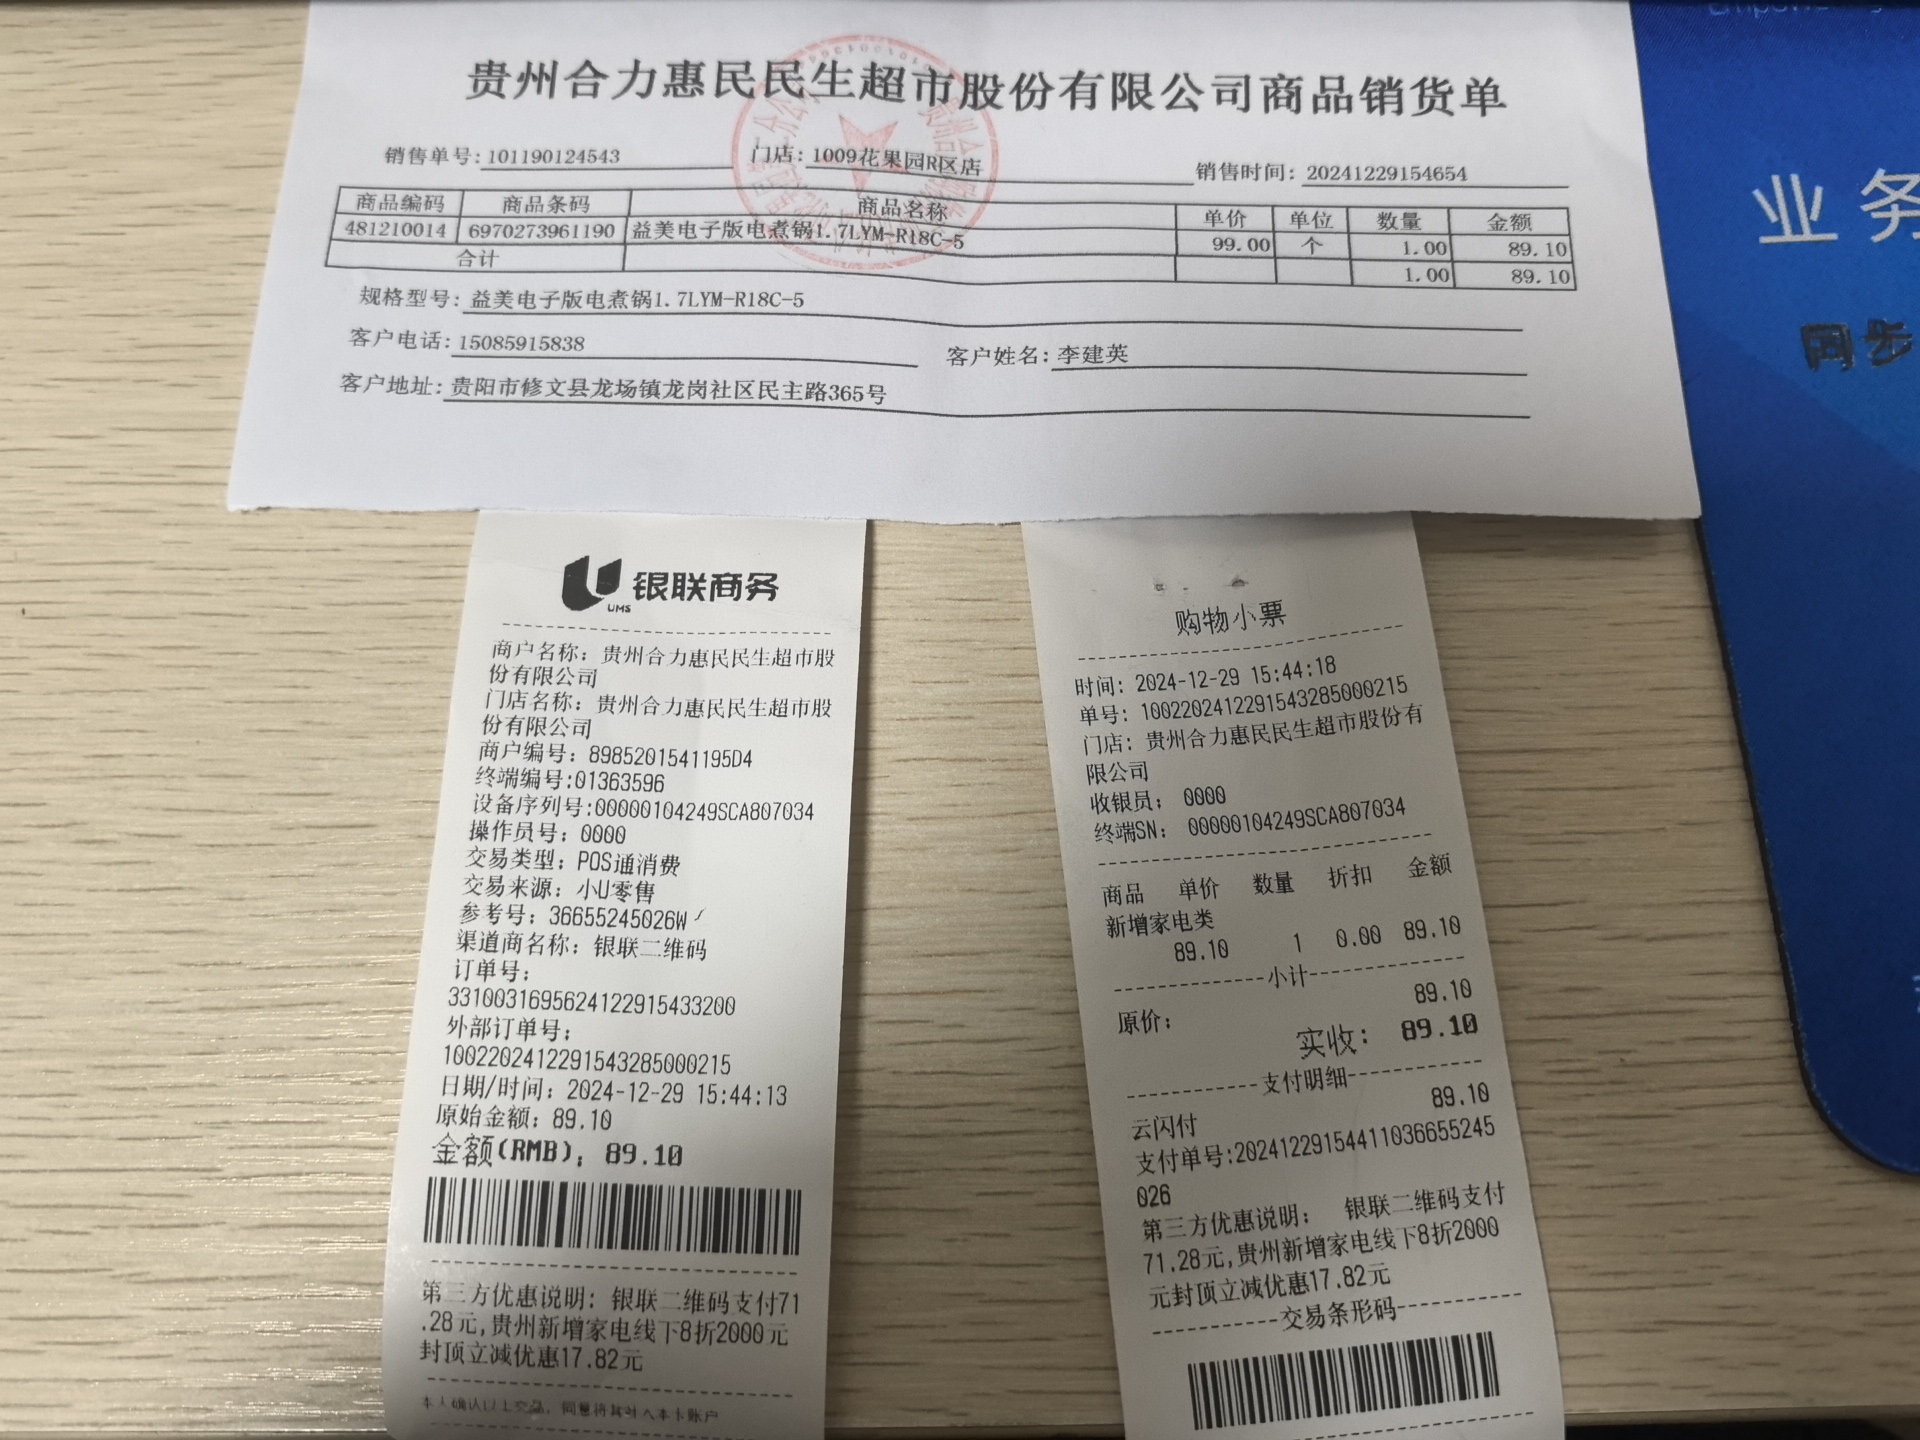 贵州合力惠民民生超市股份有限公司商品销货单
销售单号: 101190124543 门店: 1009花果园R区店 销售时间: 20241229154654
商品编码 商品条码 商品名称 单价 单位 数量 金额
481210014 6970273961190 益美电子版电煮锅1.7LYM-R18C-5 99.00 个 1.00 89.10
合计 1.00 89.10
规格型号: 益美电子版电煮锅1.7LYM-R18C-5
客户电话: 15085915838 客户姓名: 李建英
客户地址: 贵阳市修文县龙场镇龙岗社区民主路365号
银联商务
UMS
商户名称: 贵州合力惠民民生超市股
份有限公司
门店名称: 贵州合力惠民民生超市股
份有限公司
商户编号: 8985201541195D4
终端编号:01363596
设备序列号:00000104249SCA807034
操作员号: 0000
交易类型: POS通消费
交易来源: 小U零售
参考号: 36655245026W
渠道商名称: 银联二维码
订单号:
33100316956241229154332​00
外部订单号:
10022024122915432850002​15
日期/时间: 2024-12-29 15:44:13
原始金额: 89.10
金额(RMB): 89.10
第三方优惠说明: 银联二维码支付71
.28元,贵州新增家电线下8折2000元
封顶立减优惠17.82元
本人确认以上交易, 同意将其计入本卡账户
购物小票
时间: 2024-12-29 15:44:18
单号: 1002202412291543285000215
门店: 贵州合力惠民民生超市股份有
限公司
收银员: 0000
终端SN: 00000104249SCA807034
商品 单价 数量 折扣 金额
新增家电类
89.10 1 0.00 89.10
小计
原价: 89.10
实收: 89.10
支付明细
云闪付 89.10
支付单号:20241229154411036655245
026
第三方优惠说明: 银联二维码支付
71.28元,贵州新增家电线下8折2000
元封顶立减优惠17.82元
交易条形码
业务
同步